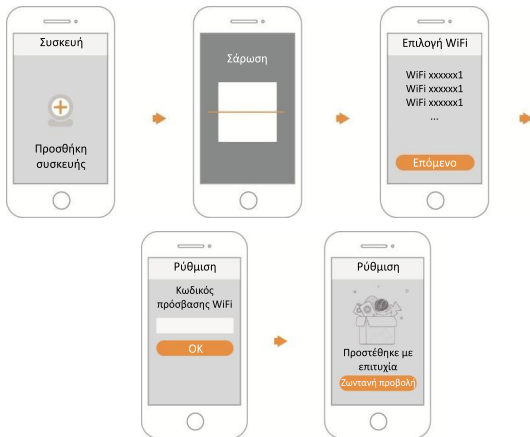 Συσκευή
Προσθήκη
συσκευής
Σάρωση
Επιλογή WiFi
WiFi xxxxxx1
WiFi xxxxxx1
WiFi xxxxxx1
...
Επόμενο
Ρύθμιση
Κωδικός
πρόσβασης WiFi
OK
Ρύθμιση
Προστέθηκε με
επιτυχία
Ζωντανή προβολή